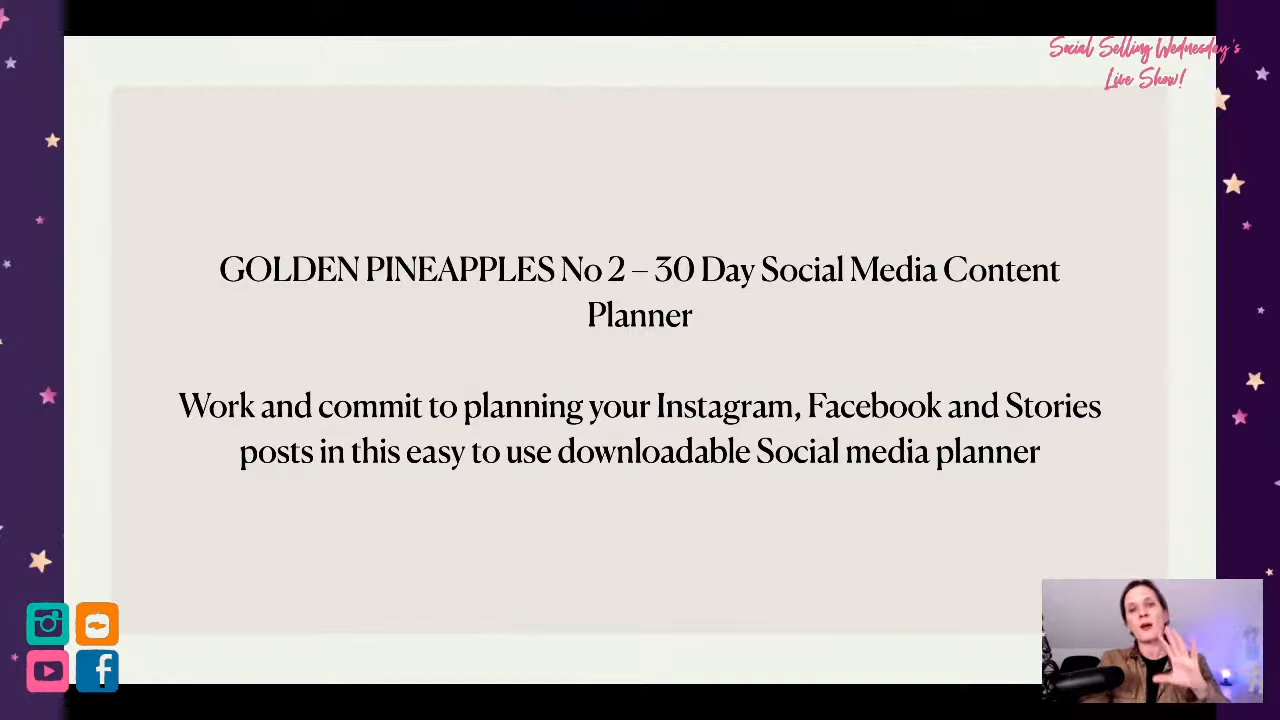 Social Selling Wednesday's
Live Show!
GOLDEN PINEAPPLES No 2 – 30 Day Social Media Content
Planner
Work and commit to planning your Instagram, Facebook and Stories
posts in this easy to use downloadable Social media planner